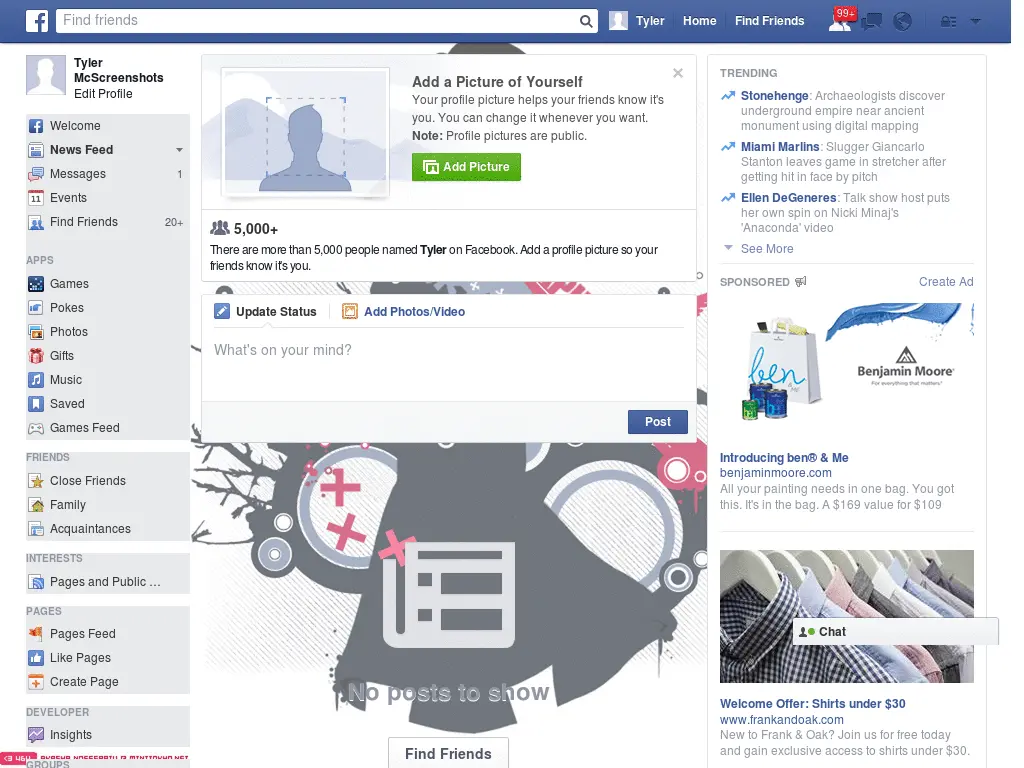 Find friends
Tyler
Home
Find Friends
99+
Tyler
McScreenshots
Edit Profile
Welcome
News Feed
Messages 1
Events
Find Friends 20+
APPS
Games
Pokes
Photos
Gifts
Music
Saved
Games Feed
FRIENDS
Close Friends
Family
Acquaintances
INTERESTS
Pages and Public ...
PAGES
Pages Feed
Like Pages
Create Page
DEVELOPER
Insights
GROUPS
Add a Picture of Yourself
Your profile picture helps your friends know it's
you. You can change it whenever you want.
Note: Profile pictures are public.
Add Picture
5,000+
There are more than 5,000 people named Tyler on Facebook. Add a profile picture so your
friends know it's you.
Update Status
Add Photos/Video
What's on your mind?
Post
No posts to show
Find Friends
TRENDING
Stonehenge: Archaeologists discover
underground empire near ancient
monument using digital mapping
Miami Marlins: Slugger Giancarlo
Stanton leaves game in stretcher after
getting hit in face by pitch
Ellen DeGeneres: Talk show host puts
her own spin on Nicki Minaj's
'Anaconda' video
See More
SPONSORED
Create Ad
ben
Benjamin Moore
For everything that matters.
Introducing ben® & Me
benjaminmoore.com
All your painting needs in one bag. You got
this. It's in the bag. A $169 value for $109
Chat
Welcome Offer: Shirts under $30
www.frankandoak.com
New to Frank & Oak? Join us for free today
and gain exclusive access to shirts under $30.